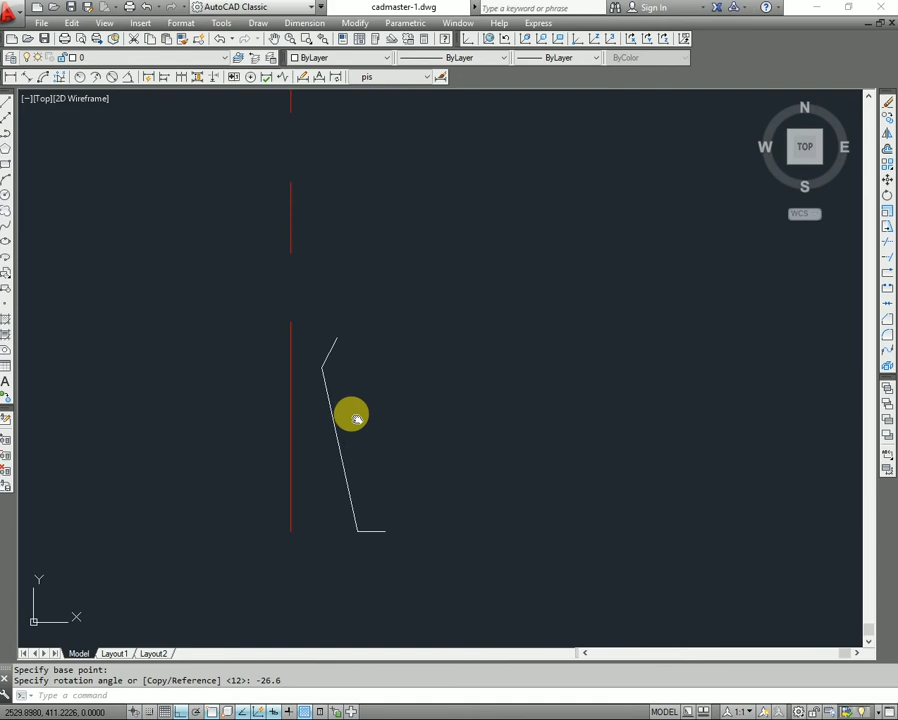 AutoCAD Classic
cadmaster-1.dwg
Type a keyword or phrase
Sign In
File Edit View Insert Format Tools Draw Dimension Modify Parametric Window Help Express
0
ByLayer
ByLayer
ByLayer
ByColor
pis
[−][Top][2D Wireframe]
N
W
TOP
E
S
WCS
A
Y
X
Model Layout1 Layout2
Specify base point:
Specify rotation angle or [Copy/Reference] <12>: -26.6
Type a command
2529.8980, 411.2226, 0.0000
MODEL
1:1